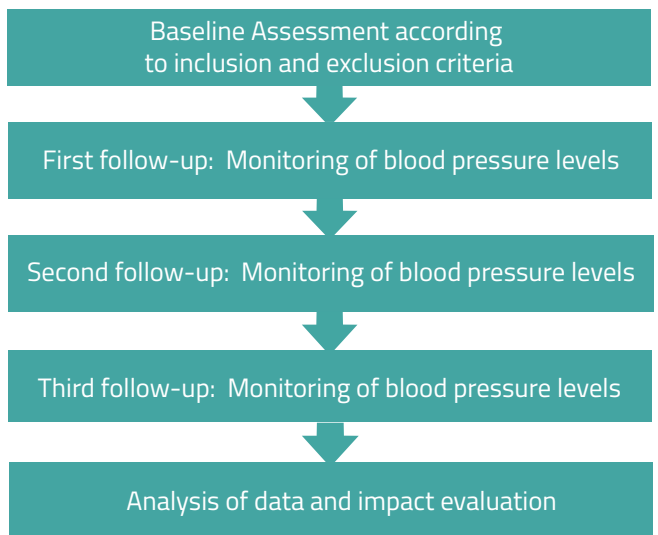 Baseline Assessment according
to inclusion and exclusion criteria
First follow-up:  Monitoring of blood pressure levels
Second follow-up:  Monitoring of blood pressure levels
Third follow-up:  Monitoring of blood pressure levels
Analysis of data and impact evaluation